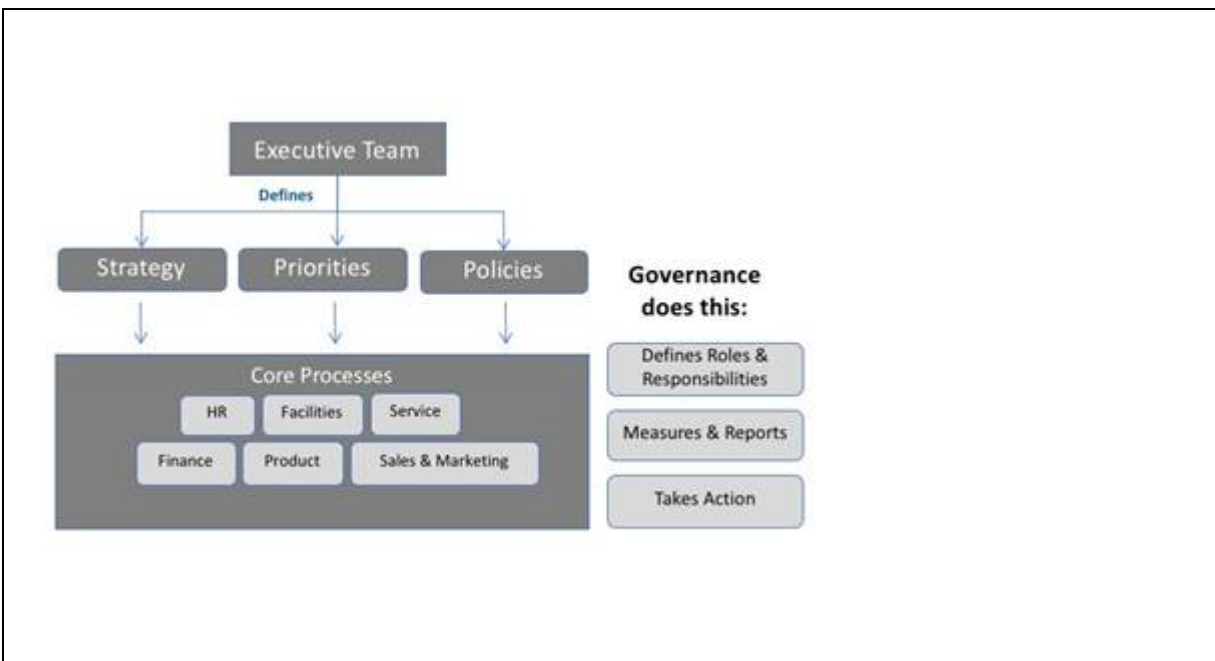 Executive Team
Defines
Strategy
Priorities
Policies
Governance
does this:
Core Processes
HR
Facilities
Service
Finance
Product
Sales & Marketing
Defines Roles &
Responsibilities
Measures & Reports
Takes Action